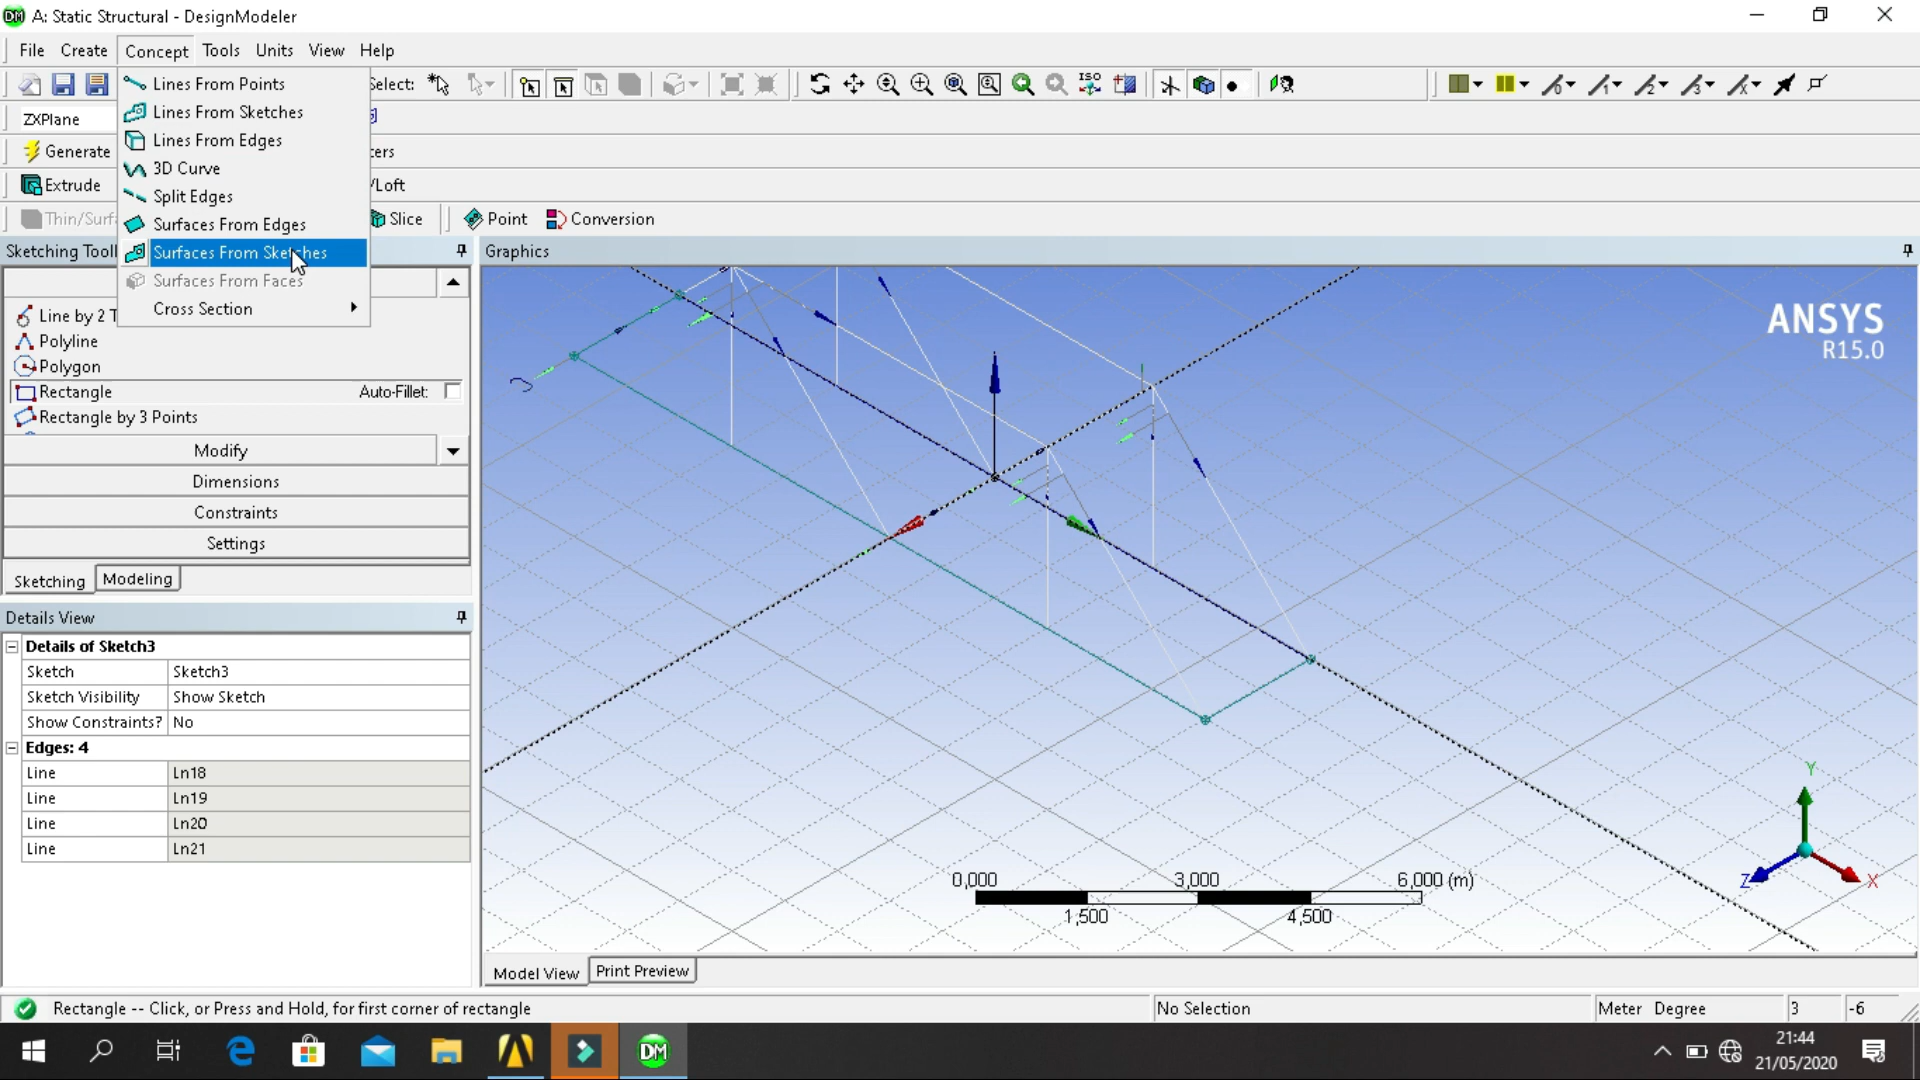 A: Static Structural - DesignModeler
File Create Concept Tools Units View Help
Lines From Points
Lines From Sketches
Lines From Edges
3D Curve
Split Edges
Surfaces From Edges
Surfaces From Sketches
Surfaces From Faces
Cross Section
Select:
ZXPlane
Generate
Extrude
/Loft
Thin/Surf
Slice
Point
Conversion
Sketching Tool
Graphics
Line by 2 T
Polyline
Polygon
Rectangle Auto-Fillet:
Rectangle by 3 Points
Modify
Dimensions
Constraints
Settings
Sketching Modeling
Details View
Details of Sketch3
Sketch Sketch3
Sketch Visibility Show Sketch
Show Constraints? No
Edges: 4
Line Ln18
Line Ln19
Line Ln20
Line Ln21
ANSYS
R15.0
0,000 3,000 6,000 (m)
1,500 4,500
Y
Z X
Model View Print Preview
Rectangle -- Click, or Press and Hold, for first corner of rectangle
No Selection
Meter Degree 3 -6
DM
21:44
21/05/2020